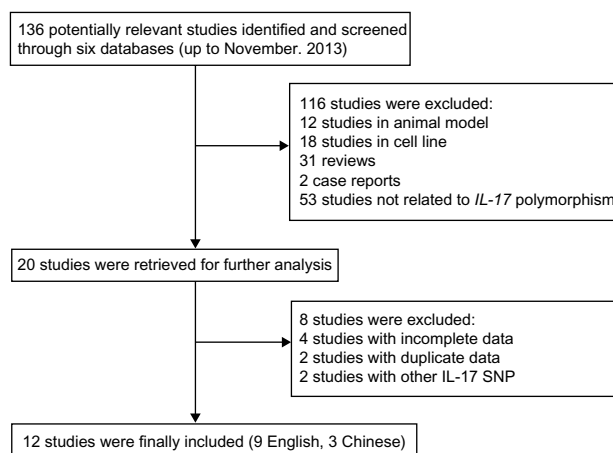 136 potentially relevant studies identified and screened
through six databases (up to November. 2013)
116 studies were excluded:
12 studies in animal model
18 studies in cell line
31 reviews
2 case reports
53 studies not related to IL-17 polymorphism
20 studies were retrieved for further analysis
8 studies were excluded:
4 studies with incomplete data
2 studies with duplicate data
2 studies with other IL-17 SNP
12 studies were finally included (9 English, 3 Chinese)